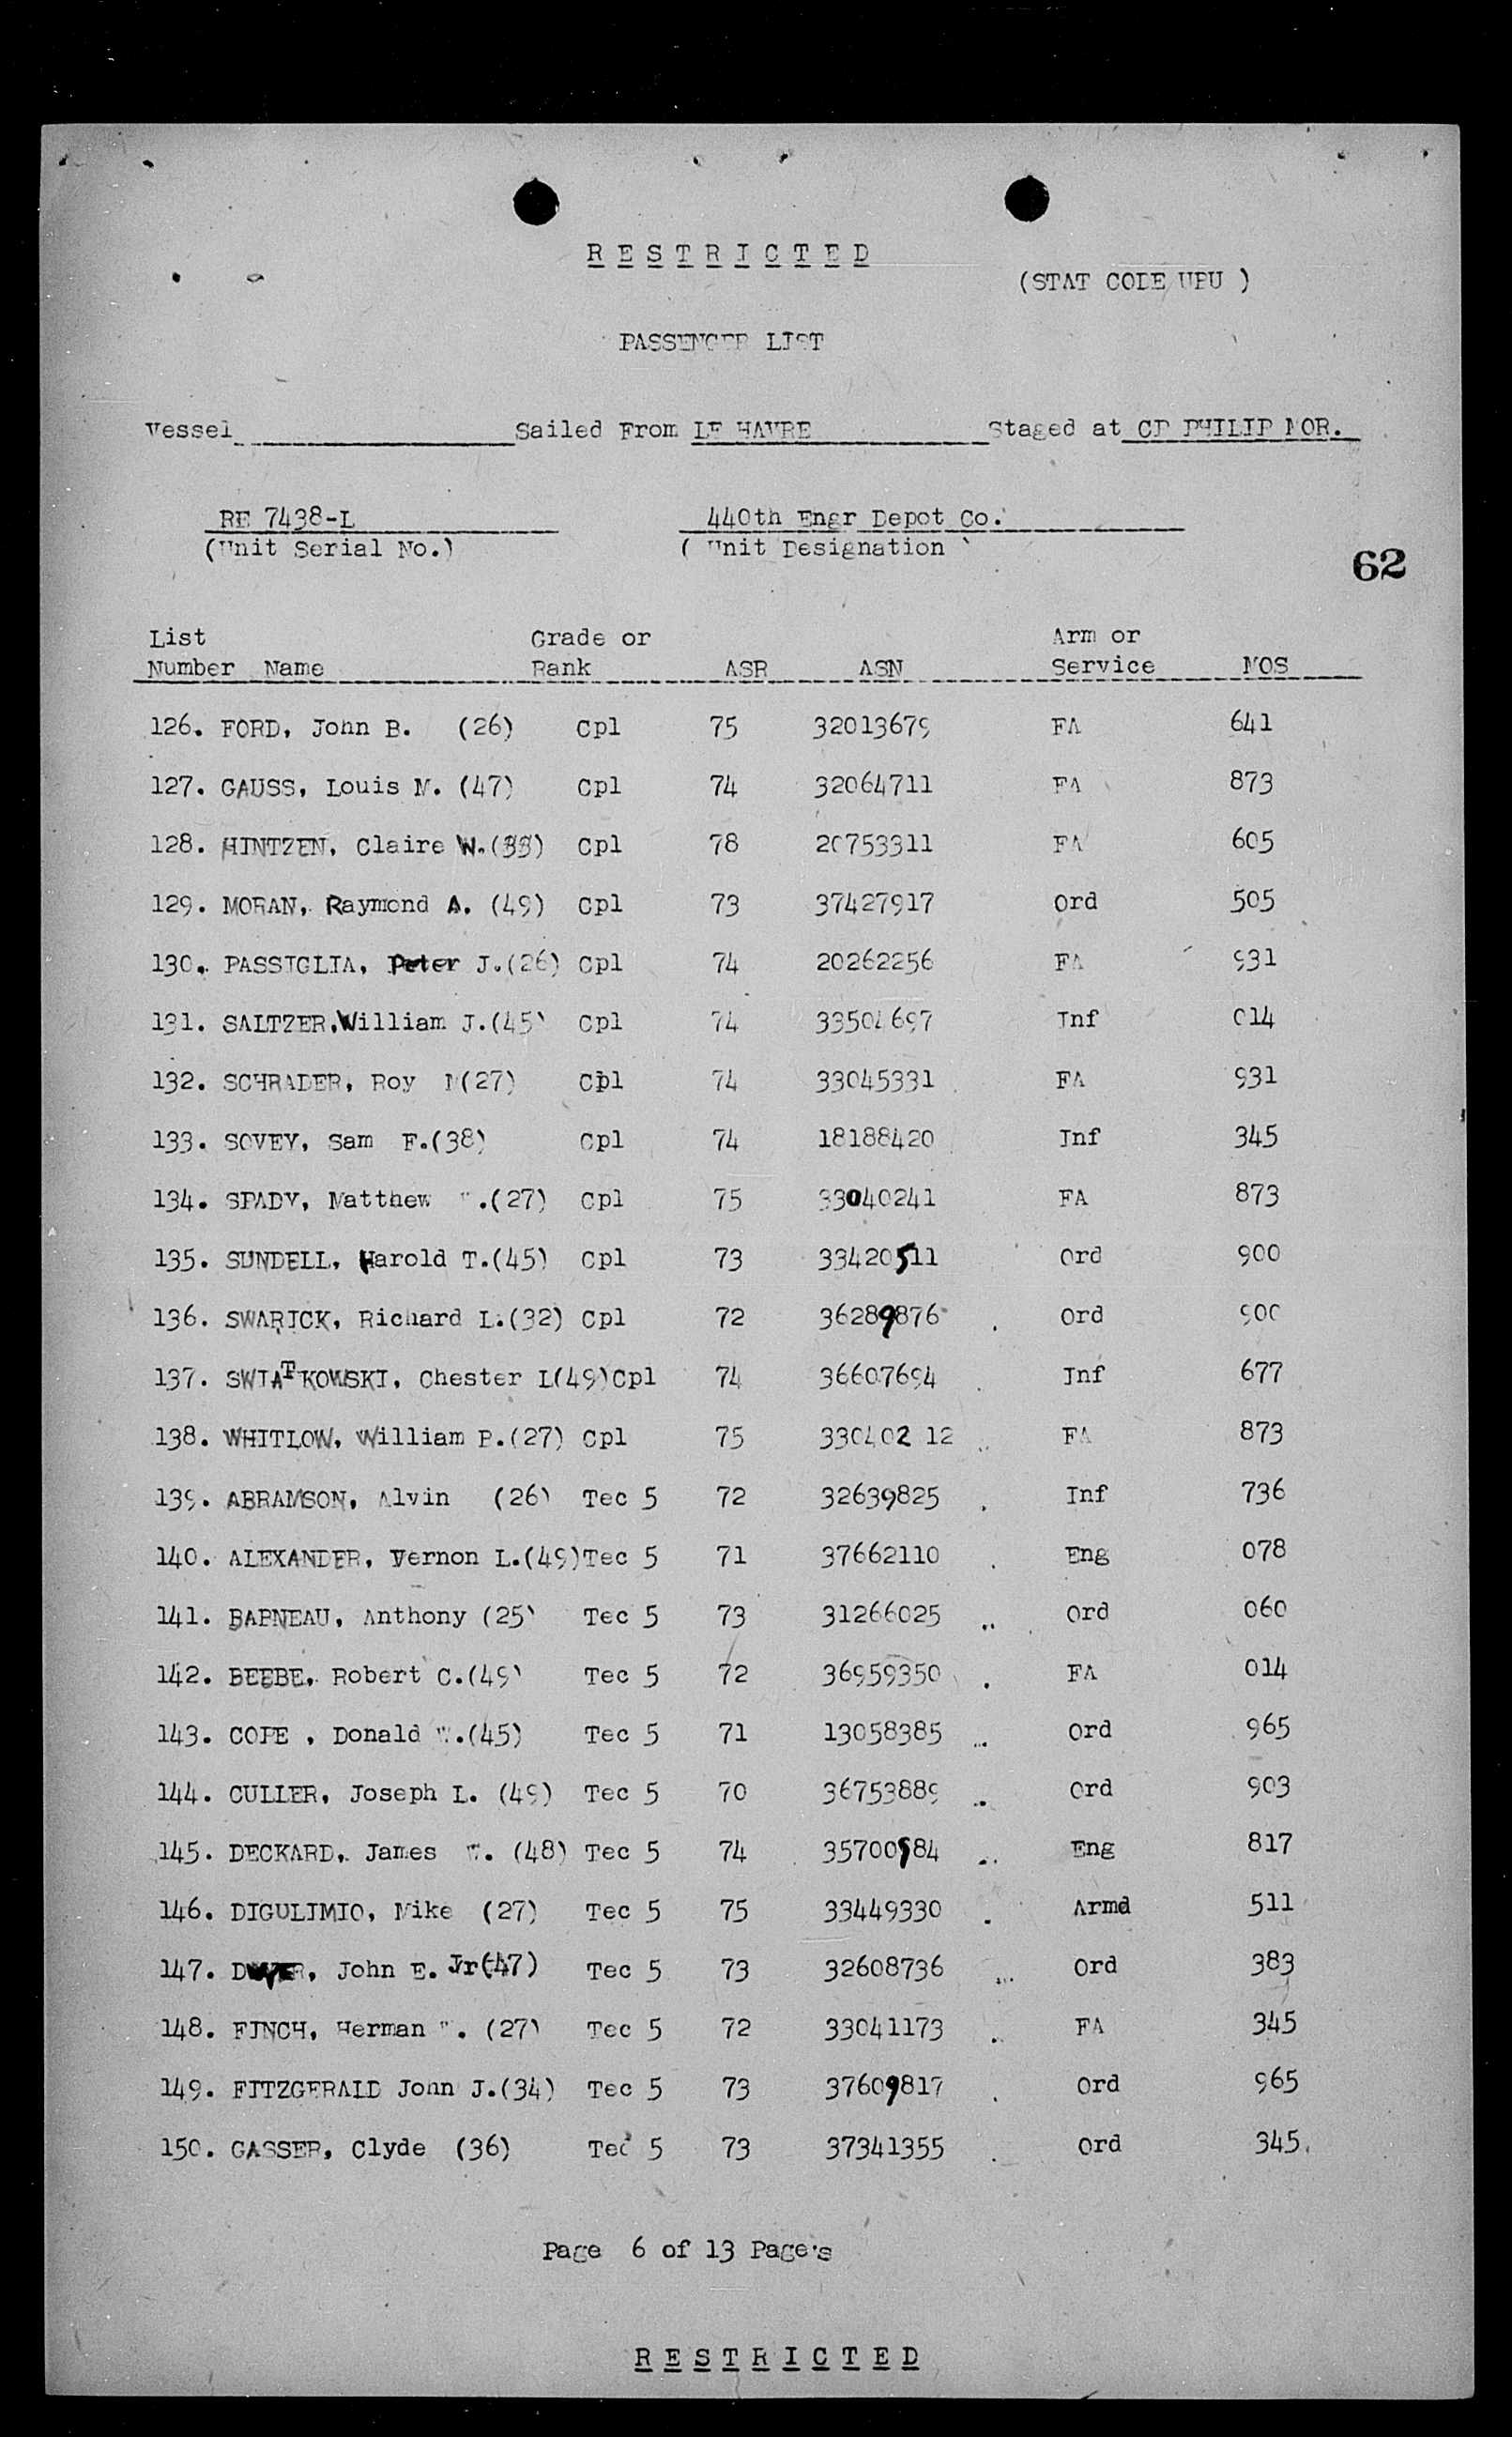 R E S T R I C T E D
(STAT CODE UPU )
PASSENGER LIST
Vessel Sailed From LE HAVRE Staged at CP PHILIP MOR.
RE 7438-L 440th Engr Depot Co.
(Unit Serial No.) ( Unit Designation )
62
List Grade or Arm or
Number Name Rank ASR ASN Service MOS
126. FORD, John B. (26) Cpl 75 32013679 FA 641
127. GAUSS, Louis M. (47) Cpl 74 32064711 FA 873
128. HINTZEN, Claire W.(33) Cpl 78 20753311 FA 605
129. MORAN, Raymond A. (49) Cpl 73 37427917 Ord 505
130. PASSIGLIA, Peter J.(26) Cpl 74 20262256 FA 931
131. SALTZER,William J.(45) Cpl 74 33504697 Inf 014
132. SCHRADER, Roy M(27) Cpl 74 33045331 FA 931
133. SOVEY, Sam F.(38) Cpl 74 18188420 Inf 345
134. SPADY, Matthew .(27) Cpl 75 33040241 FA 873
135. SUNDELL, Harold T.(45) Cpl 73 33420511 Ord 900
136. SWARICK, Richard L.(32) Cpl 72 36289876 Ord 900
137. SWIATKOWSKI, Chester L(49)Cpl 74 36607694 Inf 677
138. WHITLOW, William P.(27) Cpl 75 330402 12 FA 873
139. ABRAMSON, Alvin (26) Tec 5 72 32639825 Inf 736
140. ALEXANDER, Vernon L.(49)Tec 5 71 37662110 Eng 078
141. BARNEAU, Anthony (25) Tec 5 73 31266025 Ord 060
142. BEEBE, Robert C.(49) Tec 5 72 36959350 FA 014
143. COPE , Donald W.(45) Tec 5 71 13058385 Ord 965
144. CULLER, Joseph L. (49) Tec 5 70 36753889 Ord 903
145. DECKARD, James . (48) Tec 5 74 35700984 Eng 817
146. DIGULIMIO, Mike (27) Tec 5 75 33449330 Armd 511
147. DWYER, John E. Jr(47) Tec 5 73 32608736 Ord 383
148. FINCH, Herman . (27) Tec 5 72 33041173 FA 345
149. FITZGERALD John J.(34) Tec 5 73 37609817 Ord 965
150. GASSER, Clyde (36) Tec 5 73 37341355 Ord 345.
Page 6 of 13 Page's
R E S T R I C T E D